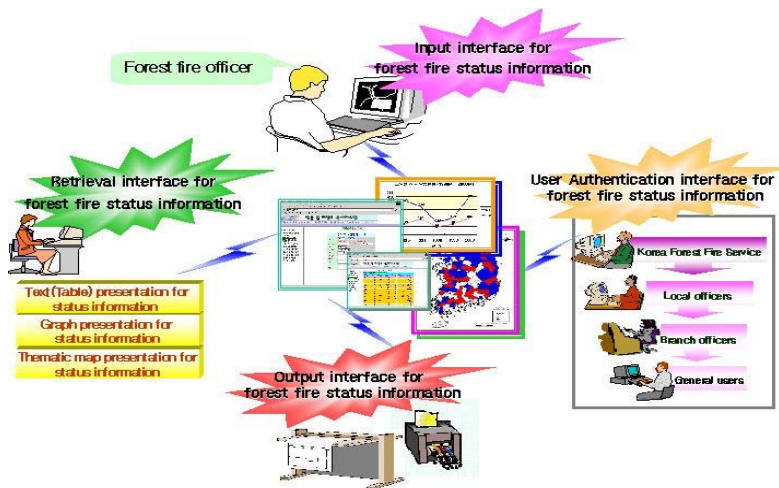 Input interface for
forest fire status information
Forest fire officer
Retrieval interface for
forest fire status information
User Authentication interface for
forest fire status information
Korea Forest Fire Service
Local officers
Branch officers
General users
Text(Table) presentation for
status information
Graph presentation for
status information
Thematic map presentation for
status information
Output interface for
forest fire status information